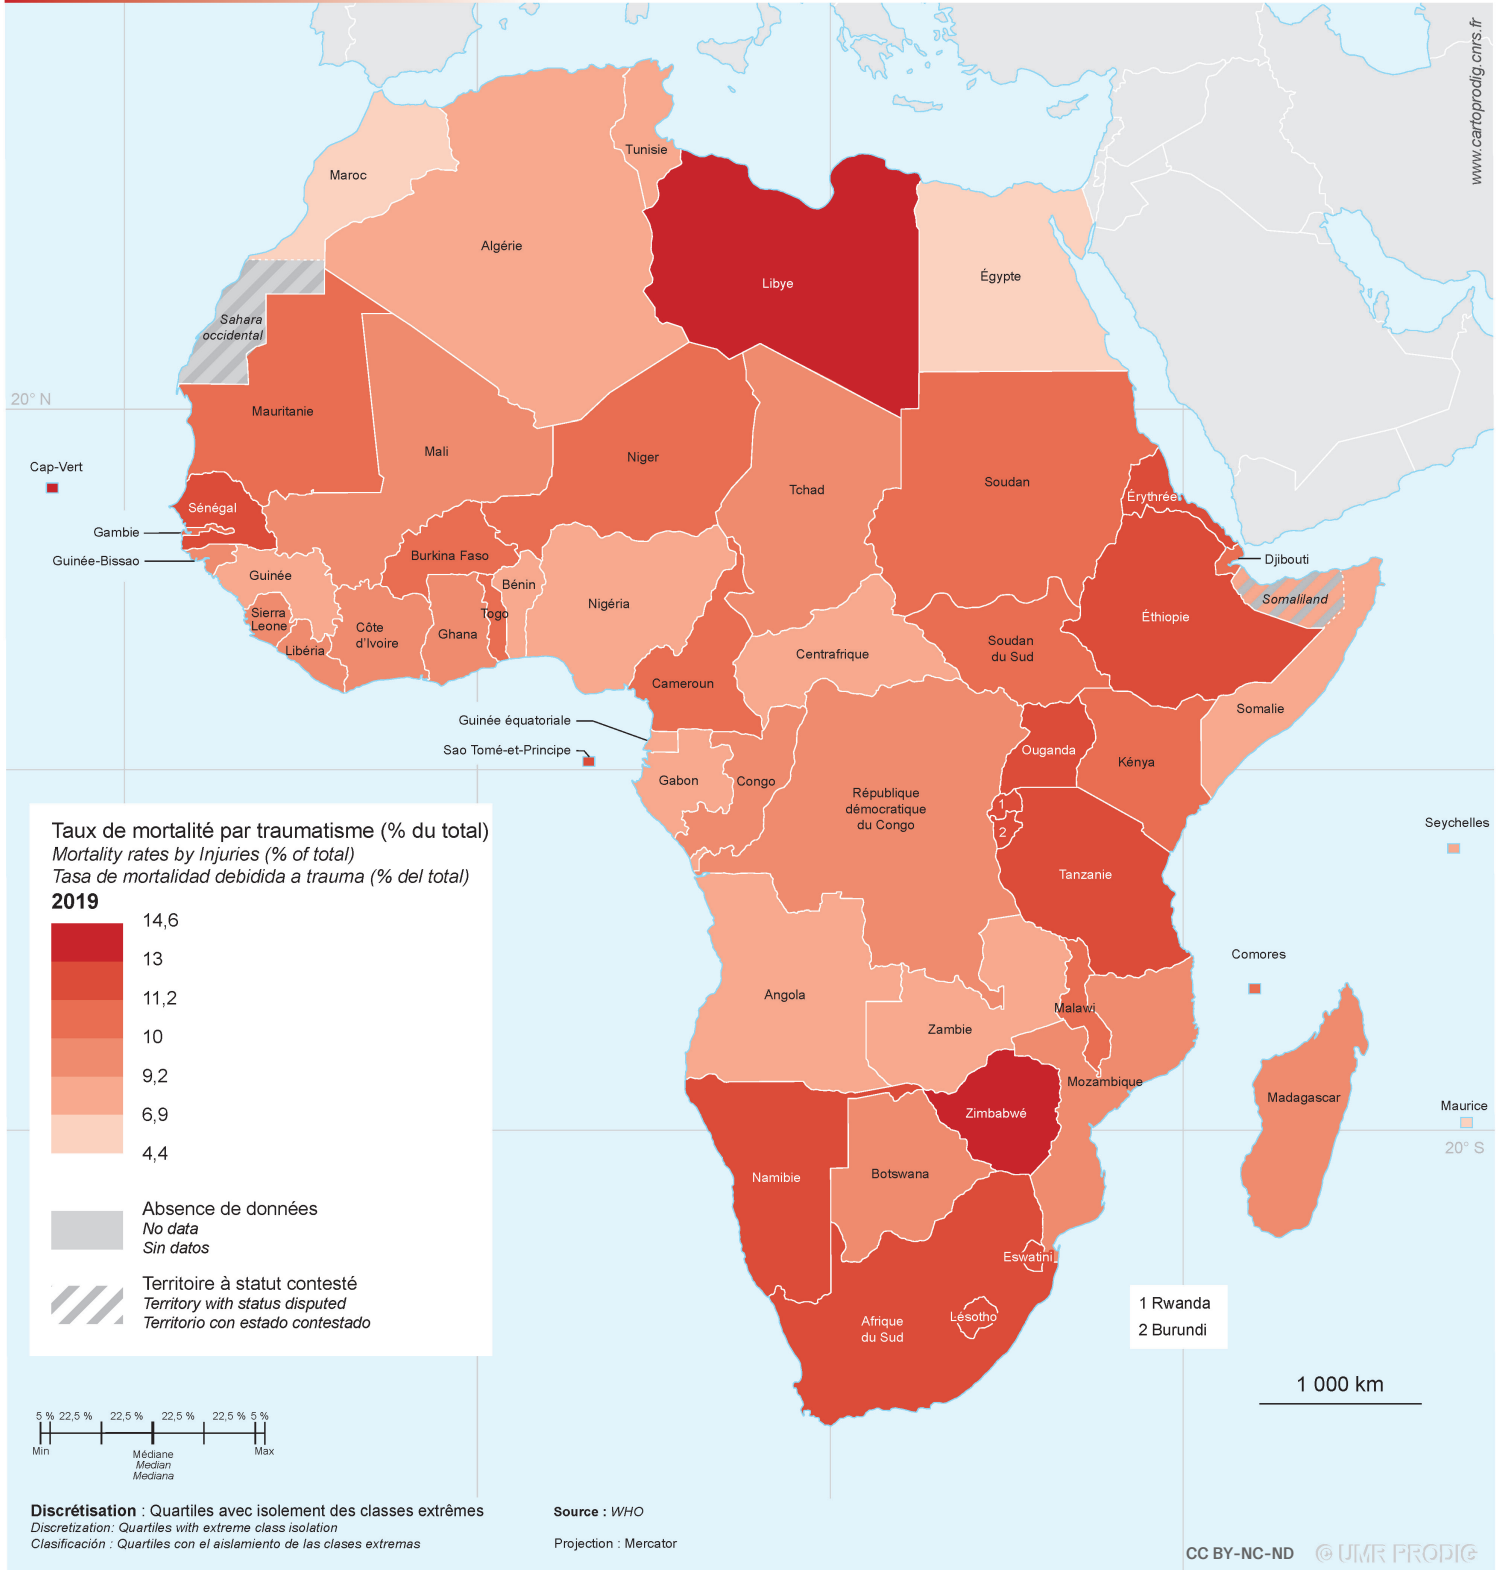 www.cartoprodig.cnrs.fr
Tunisie
Maroc
Algérie
Libye
Égypte
Sahara
occidental
20° N
Mauritanie
Mali
Niger
Tchad
Soudan
Érythrée
Cap-Vert
Sénégal
Gambie
Guinée-Bissao
Burkina Faso
Djibouti
Guinée
Bénin
Nigéria
Somaliland
Éthiopie
Sierra
Leone
Togo
Côte
d'Ivoire
Ghana
Libéria
Centrafrique
Soudan
du Sud
Cameroun
Somalie
Guinée équatoriale
Sao Tomé-et-Principe
Ouganda
Kénya
Gabon
Congo
République
démocratique
du Congo
1
2
Seychelles
Tanzanie
Comores
Angola
Malawi
Zambie
Mozambique
Madagascar
Maurice
20° S
Zimbabwé
Namibie
Botswana
Eswatini
Lésotho
Afrique
du Sud
Taux de mortalité par traumatisme (% du total)
Mortality rates by Injuries (% of total)
Tasa de mortalidad debidida a trauma (% del total)
2019
14,6
13
11,2
10
9,2
6,9
4,4
Absence de données
No data
Sin datos
Territoire à statut contesté
Territory with status disputed
Territorio con estado contestado
1 Rwanda
2 Burundi
1 000 km
5 % 22,5 % 22,5 % 22,5 % 22,5 % 5 %
Min
Max
Médiane
Median
Mediana
Discrétisation : Quartiles avec isolement des classes extrêmes
Discretization: Quartiles with extreme class isolation
Clasificación : Quartiles con el aislamiento de las clases extremas
Source : WHO
Projection : Mercator
CC BY-NC-ND © UMR PRODIG